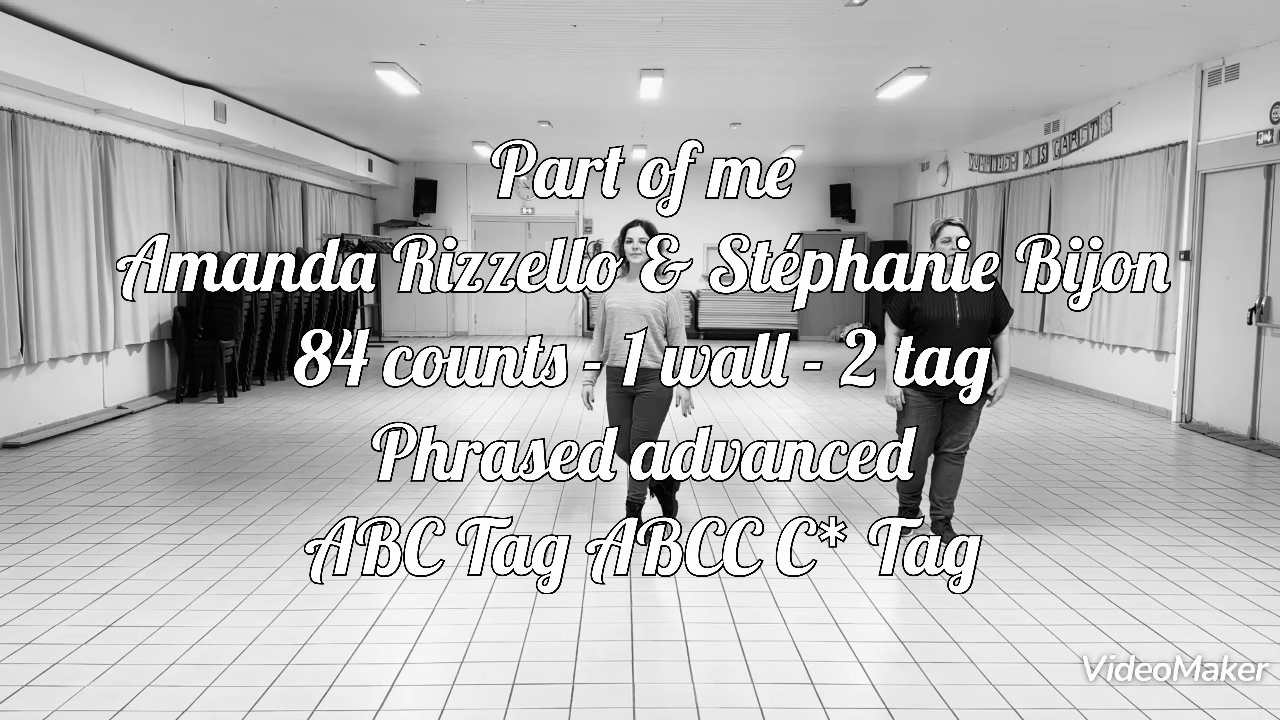 Part of me
Amanda Rizzello & Stéphanie Bijon
84 counts - 1 wall - 2 tag
Phrased advanced
ABC Tag ABCC C* Tag
VideoMaker